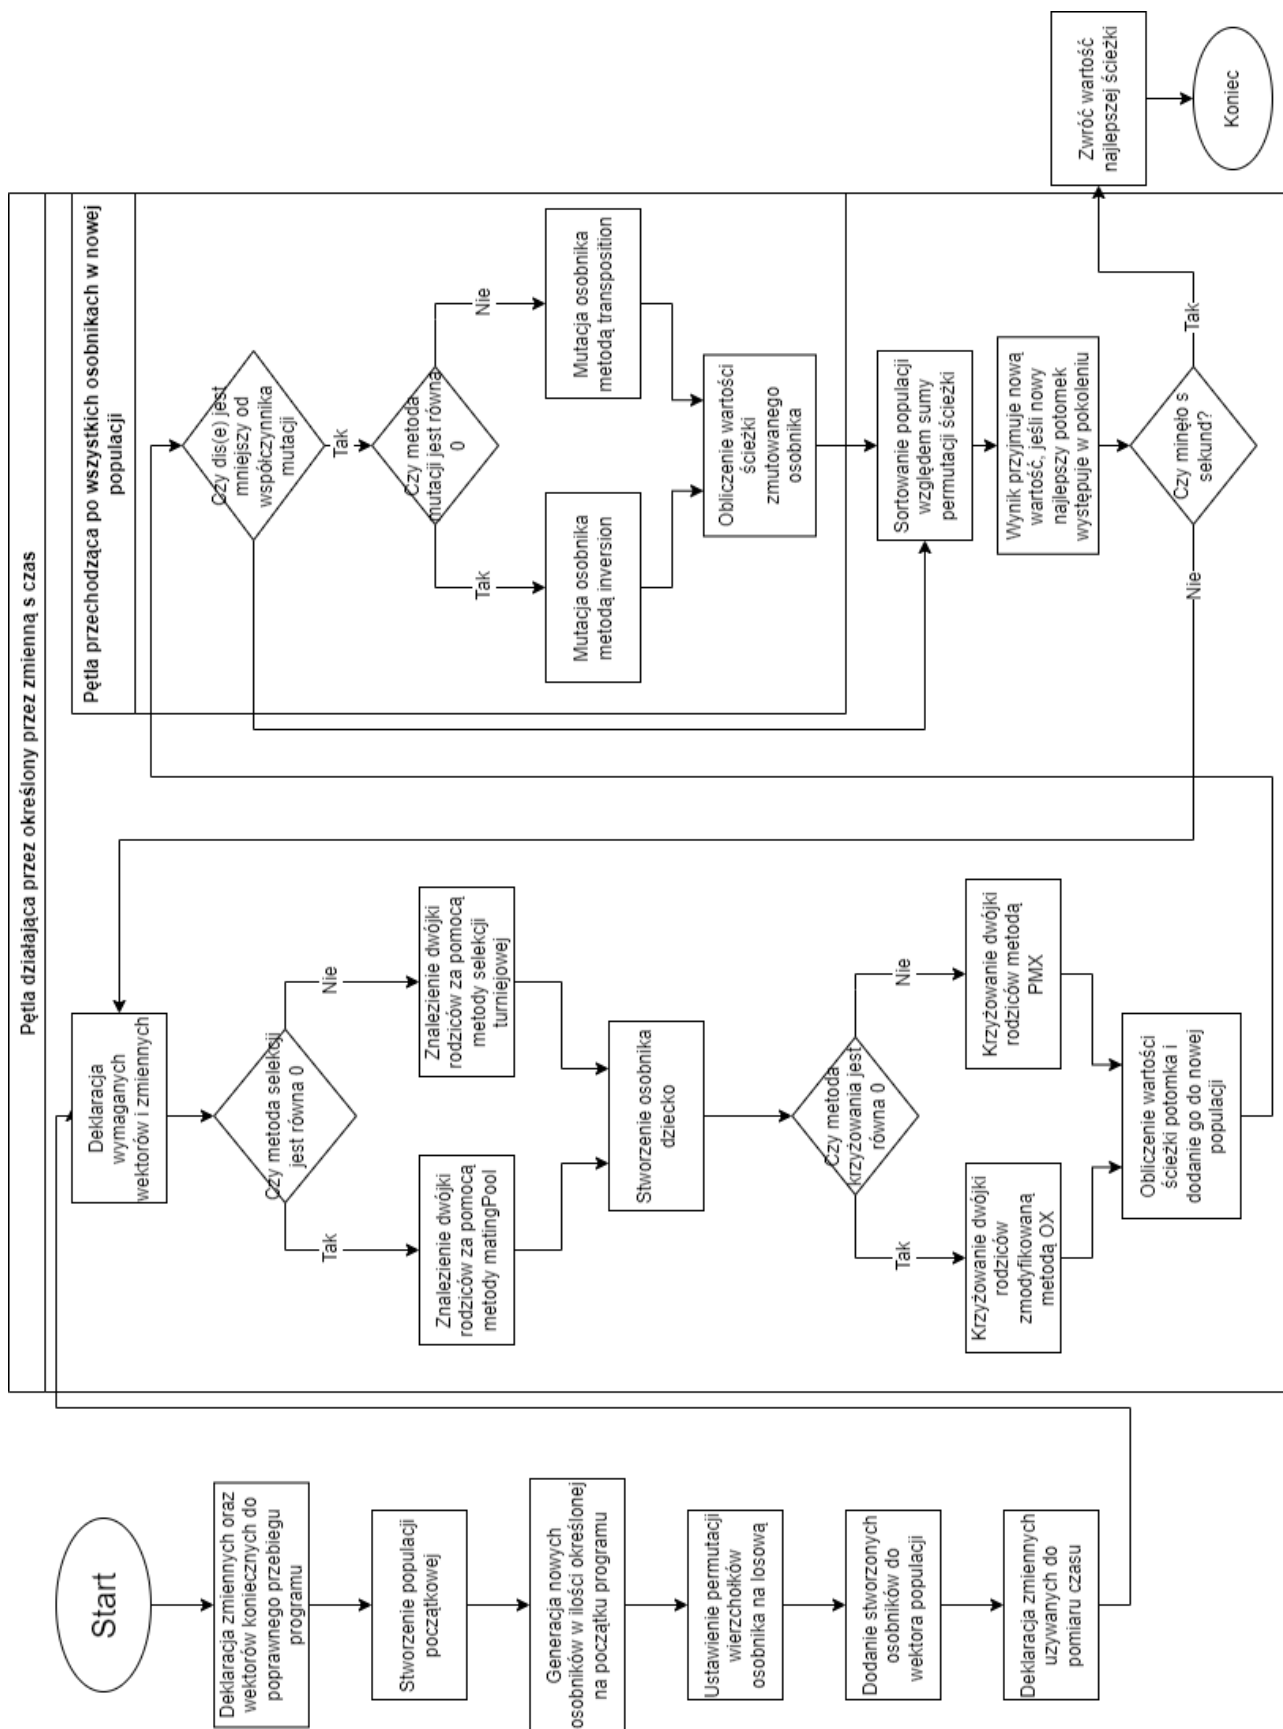 Start
Deklaracja zmiennych oraz
wektorów koniecznych do
poprawnego przebiegu
programu
Stworzenie populacji
początkowej
Generacja nowych
osobników w ilości określonej
na początku programu
Ustawienie permutacji
wierzchołków
osobnika na losową
Dodanie stworzonych
osobników do
wektora populacji
Deklaracja zmiennych
uzywanych do
pomiaru czasu
Pętla działająca przez określony przez zmienną s czas
Deklaracja
wymaganych
wektorów i zmiennych
Czy metoda selekcji
jest równa 0
Tak
Nie
Znalezienie dwójki
rodziców za pomocą
metody matingPool
Znalezienie dwójki
rodziców za pomocą
metody selekcji
turniejowej
Stworzenie osobnika
dziecko
Czy metoda
krzyżowania jest
równa 0
Tak
Nie
Krzyżowanie dwójki
rodziców
zmodyfikowaną
metodą OX
Krzyżowanie dwójki
rodziców metodą
PMX
Obliczenie wartości
ścieżki potomka i
dodanie go do nowej
populacji
Pętla przechodząca po wszystkich osobnikach w nowej
populacji
Czy dis(e) jest
mniejszy od
współczynnika
mutacji
Tak
Czy metoda
mutacji jest równa
0
Tak
Nie
Mutacja osobnika
metodą inversion
Mutacja osobnika
metodą transposition
Obliczenie wartości
ścieżki
zmutowanego
osobnika
Sortowanie populacji
względem sumy
permutacji ścieżki
Wynik przyjmuje nową
wartość, jeśli nowy
najlepszy potomek
występuje w pokoleniu
Czy minęło s
sekund?
Nie
Tak
Zwróć wartość
najlepszej ścieżki
Koniec